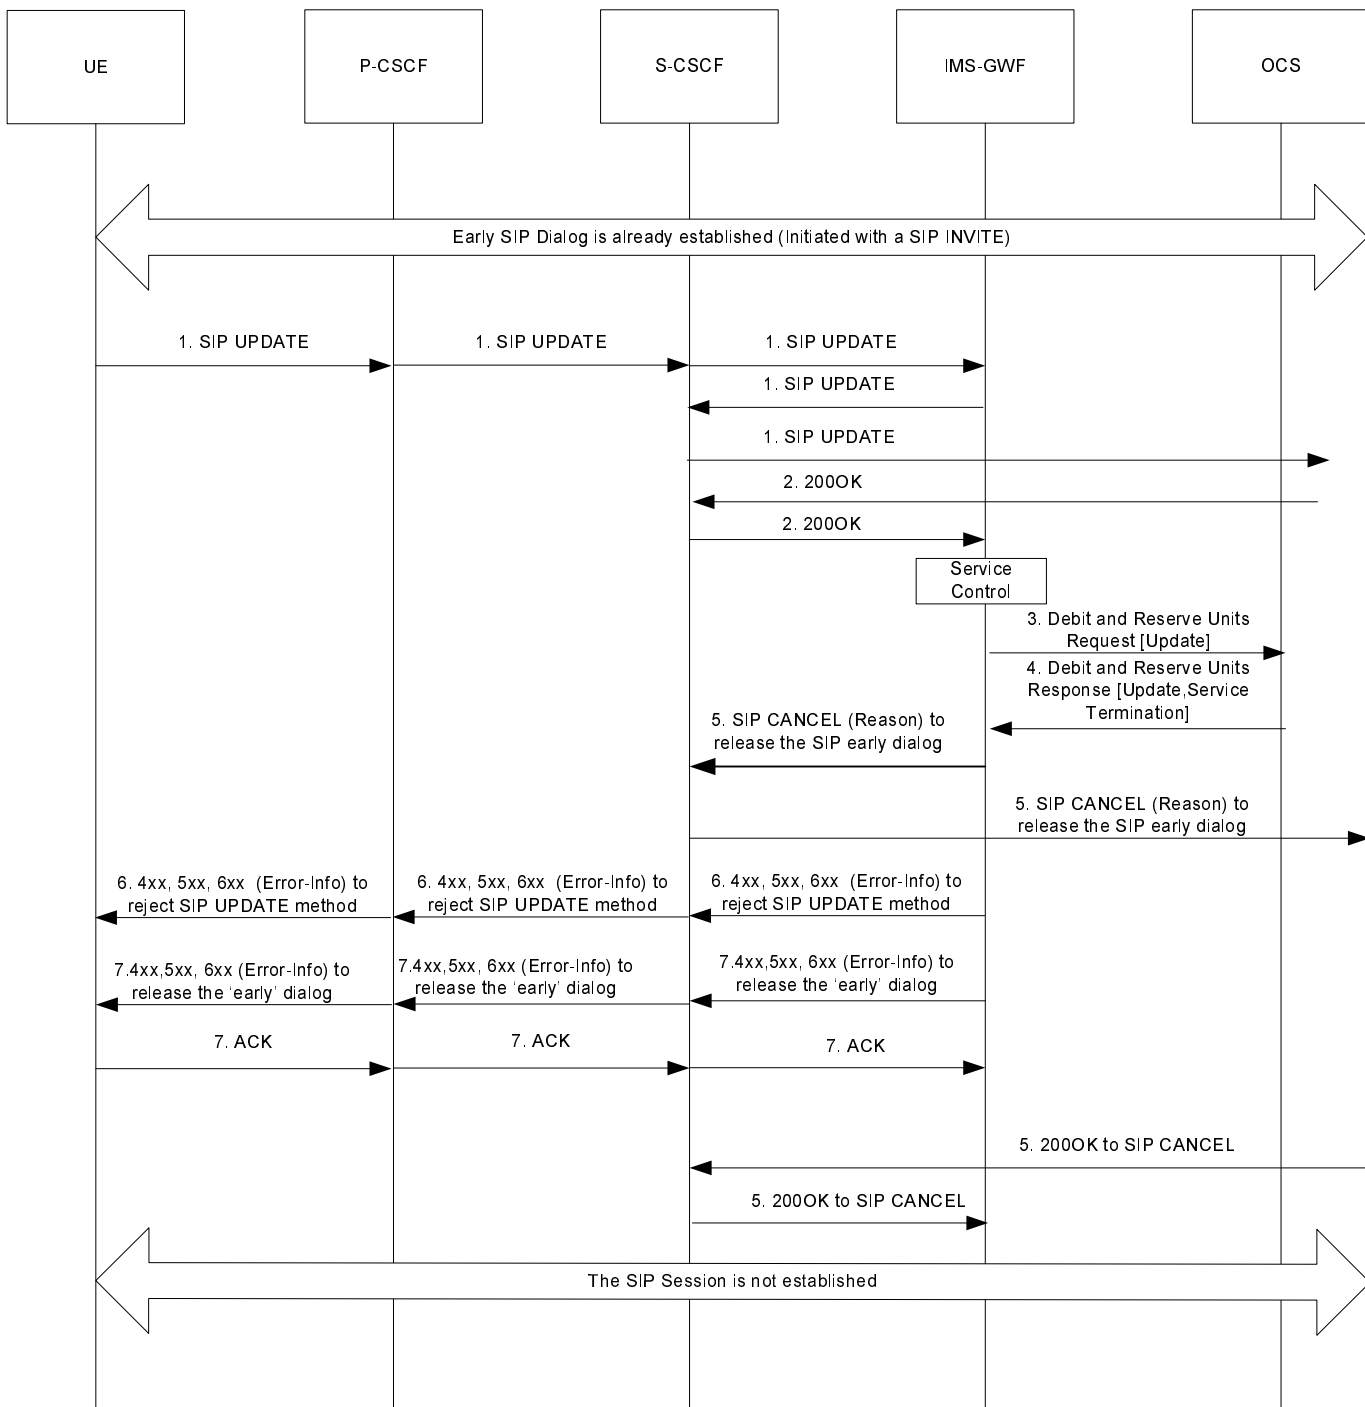 UE
P-CSCF
S-CSCF
IMS-GWF
OCS
Early SIP Dialog is already established (Initiated with a SIP INVITE)
1. SIP UPDATE
1. SIP UPDATE
1. SIP UPDATE
1. SIP UPDATE
1. SIP UPDATE
2. 200OK
2. 200OK
Service
Control
3. Debit and Reserve Units
Request [Update]
4. Debit and Reserve Units
Response [Update,Service
Termination]
5. SIP CANCEL (Reason) to
release the SIP early dialog
5. SIP CANCEL (Reason) to
release the SIP early dialog
6. 4xx, 5xx, 6xx (Error-Info) to
reject SIP UPDATE method
6. 4xx, 5xx, 6xx (Error-Info) to
reject SIP UPDATE method
6. 4xx, 5xx, 6xx (Error-Info) to
reject SIP UPDATE method
7.4xx,5xx, 6xx (Error-Info) to
release the ‘early’ dialog
7.4xx,5xx, 6xx (Error-Info) to
release the ‘early’ dialog
7.4xx,5xx, 6xx (Error-Info) to
release the ‘early’ dialog
7. ACK
7. ACK
7. ACK
5. 200OK to SIP CANCEL
5. 200OK to SIP CANCEL
The SIP Session is not established